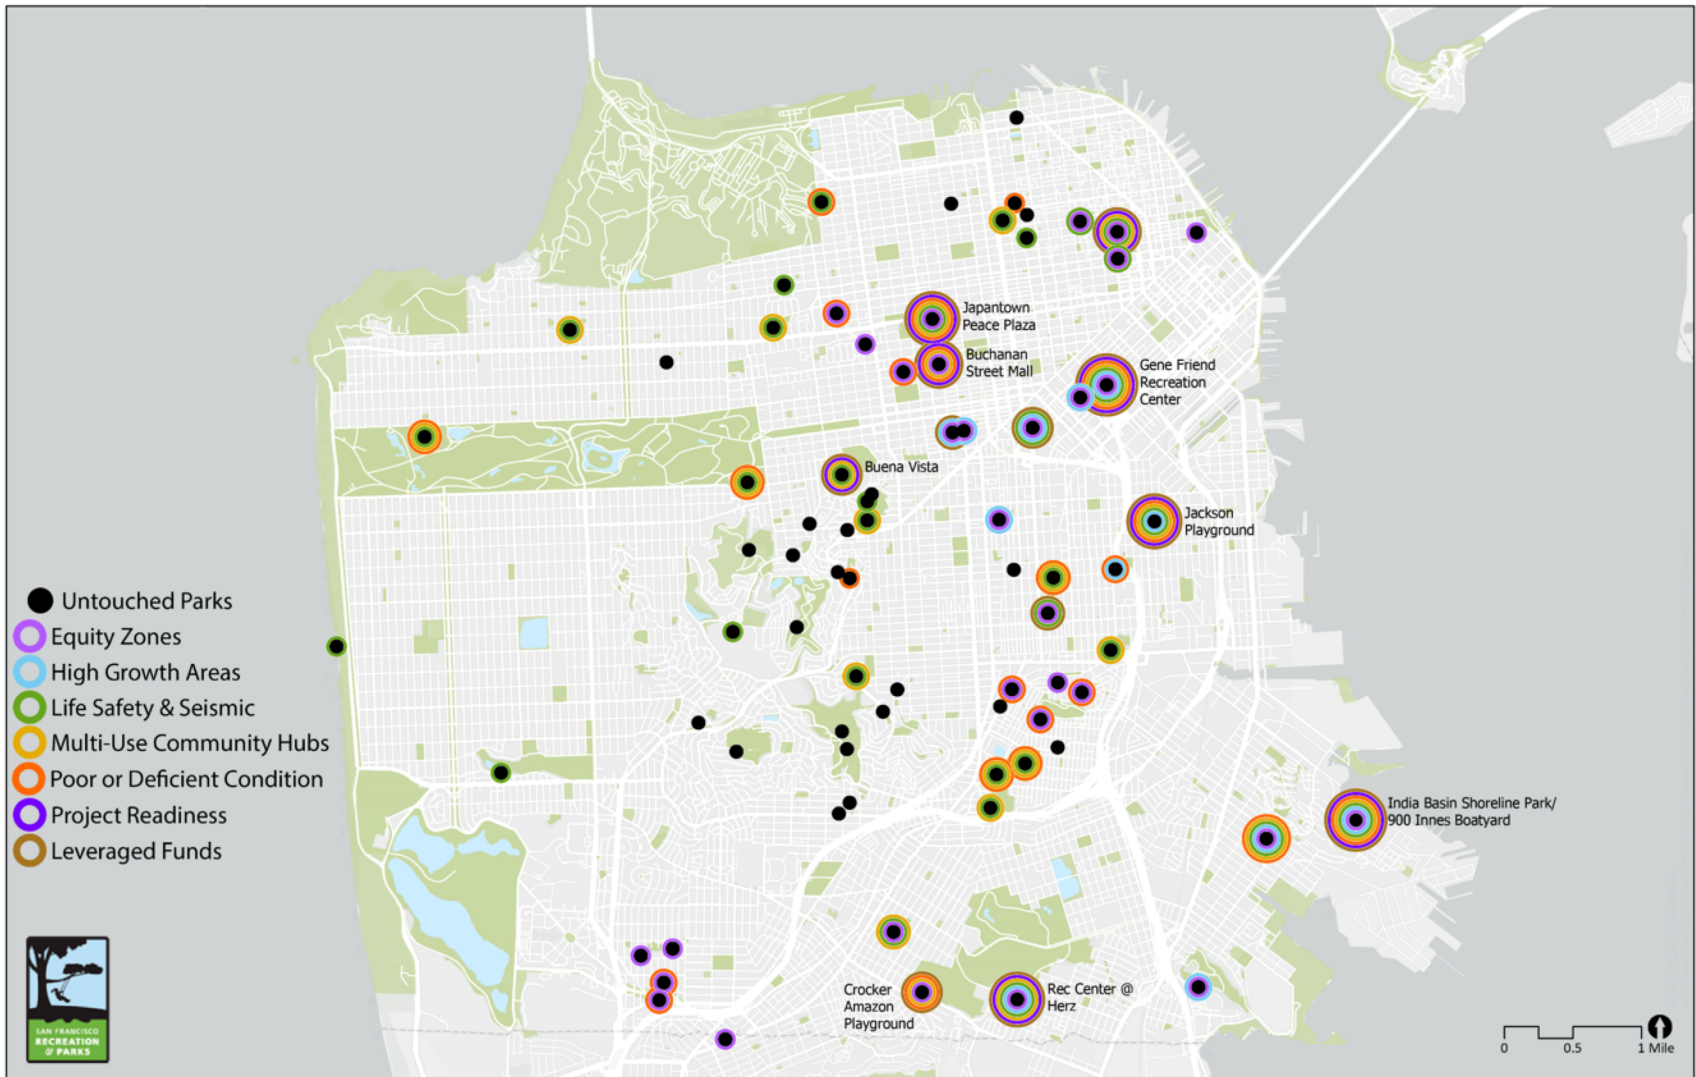 Japantown
Peace Plaza
Buchanan
Street Mall
Gene Friend
Recreation
Center
Buena Vista
Jackson
Playground
Untouched Parks
Equity Zones
High Growth Areas
Life Safety & Seismic
Multi-Use Community Hubs
Poor or Deficient Condition
Project Readiness
Leveraged Funds
India Basin Shoreline Park/
900 Innes Boatyard
Crocker
Amazon
Playground
Rec Center @
Herz
SAN FRANCISCO
RECREATION
& PARKS
0 0.5 1 Mile